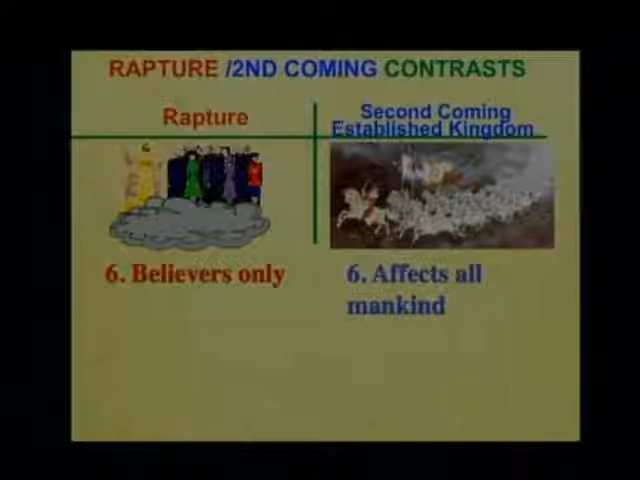 RAPTURE /2ND COMING CONTRASTS
Rapture
Second Coming
Established Kingdom
6. Believers only
6. Affects all
mankind